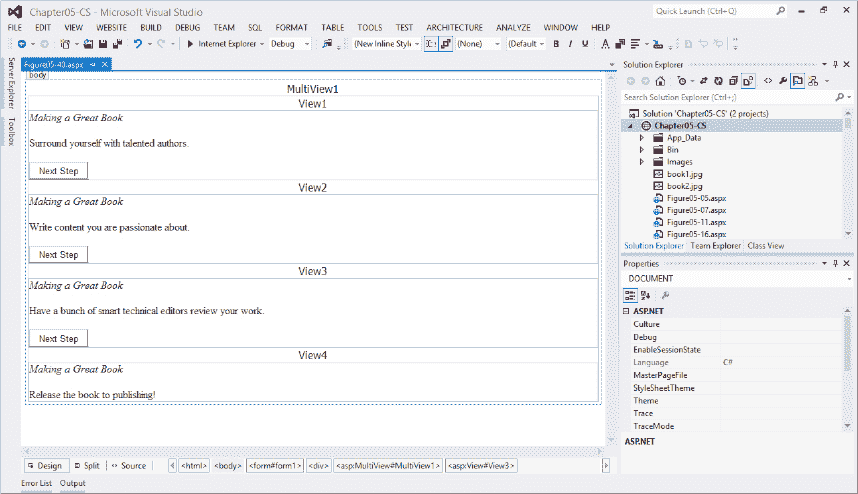 Chapter05-CS - Microsoft Visual Studio
Quick Launch (Ctrl+Q)
FILE EDIT VIEW WEBSITE BUILD DEBUG TEAM SQL FORMAT TABLE TOOLS TEST ARCHITECTURE ANALYZE WINDOW HELP
Internet Explorer Debug (New Inline Style (None) (Default B I U A
Server Explorer
Toolbox
Figure05-40.aspx
body
MultiView1
View1
Making a Great Book
Surround yourself with talented authors.
Next Step
View2
Making a Great Book
Write content you are passionate about.
Next Step
View3
Making a Great Book
Have a bunch of smart technical editors review your work.
Next Step
View4
Making a Great Book
Release the book to publishing!
Design Split Source <html> <body> <form#form1> <div> <asp:MultiView#MultiView1> <asp:View#View3>
Error List Output
Solution Explorer
Search Solution Explorer (Ctrl+;)
Solution 'Chapter05-CS' (2 projects)
Chapter05-CS
App_Data
Bin
Images
book1.jpg
book2.jpg
Figure05-05.aspx
Figure05-07.aspx
Figure05-11.aspx
Figure05-16.aspx
Solution Explorer Team Explorer Class View
Properties
DOCUMENT
ASP.NET
Culture
Debug
EnableSessionState
Language C#
MasterPageFile
StyleSheetTheme
Theme
Trace
TraceMode
ASP.NET